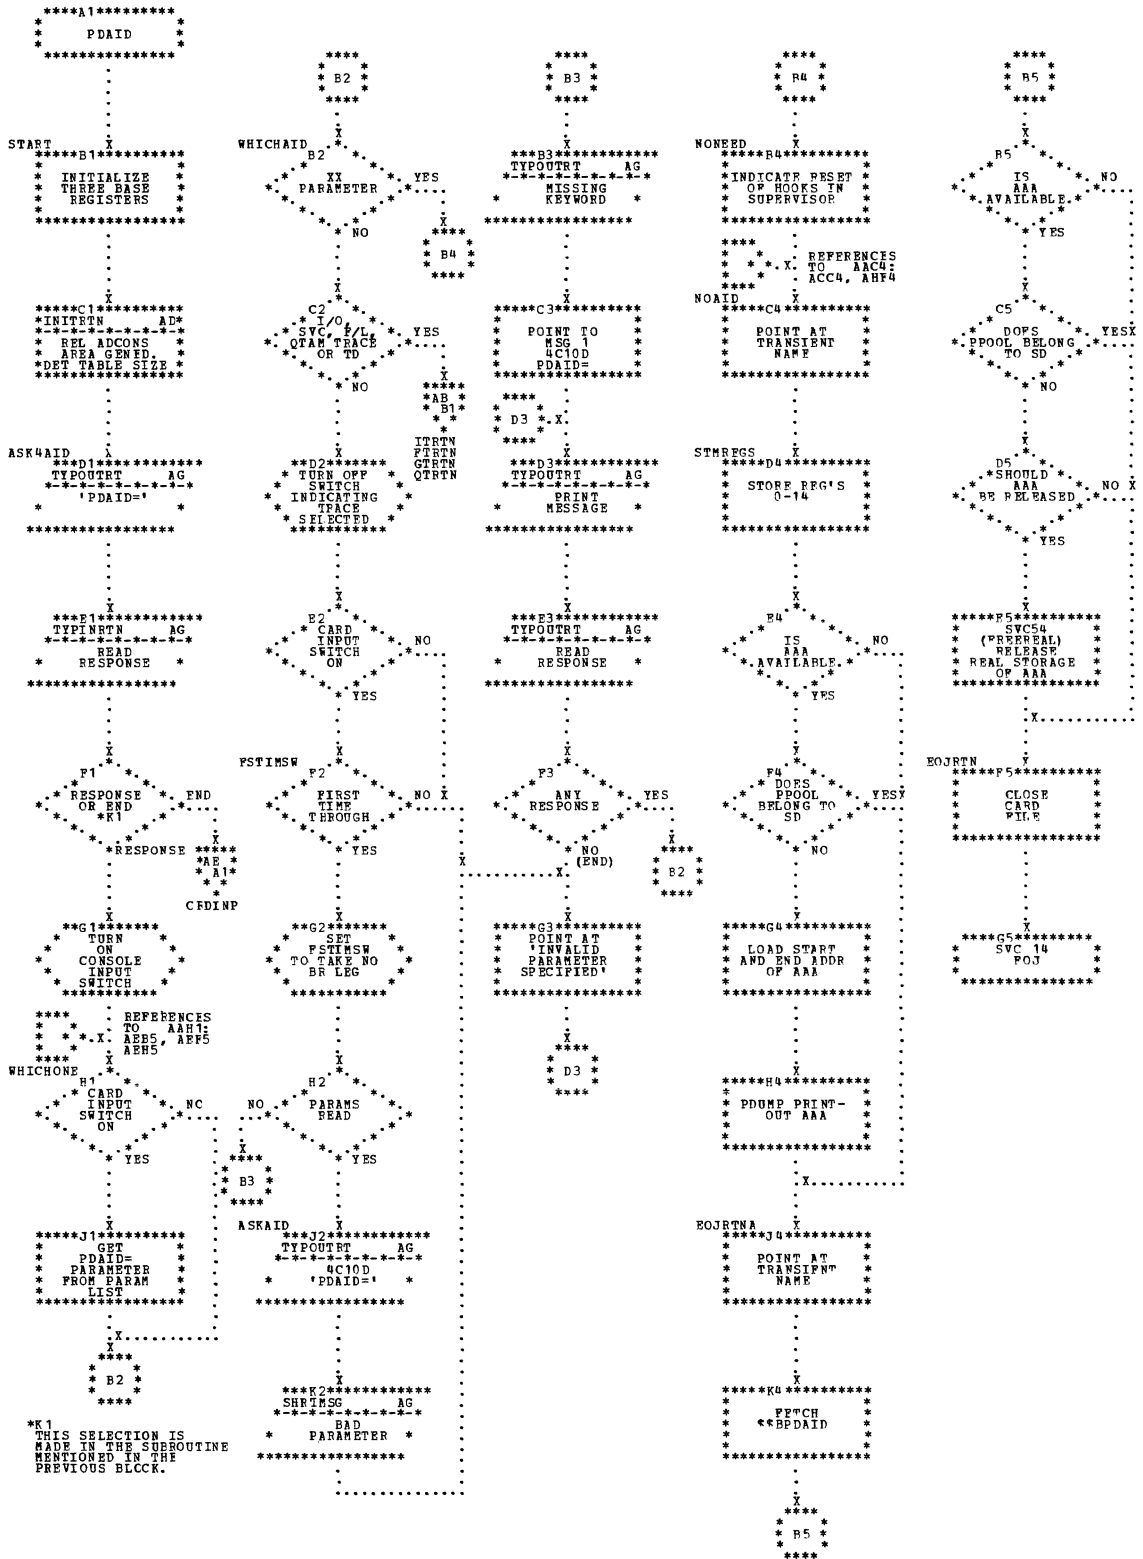 A1
PDAID
START
B1
INITIALIZE
THREE BASE
REGISTERS
C1
INITRTN AD
REL ADCONS
AREA GENED.
DET TABLE SIZE
ASK4AID
D1
TYPOUTRT AG
'PDAID='
E1
TYPINRTN AG
READ
RESPONSE
F1
RESPONSE
OR END
*K1
END
RESPONSE
AE
A1
CRDINP
G1
TURN
ON
CONSOLE
INPUT
SWITCH
REFERENCES
TO AAH1:
AEB5, AEF5
AEH5
WHICHONE
H1
CARD
INPUT
SWITCH
ON
NO
YES
J1
GET
PDAID=
PARAMETER
FROM PARAM
LIST
B2
*K1
THIS SELECTION IS
MADE IN THE SUBROUTINE
MENTIONED IN THE
PREVIOUS BLOCK.
B2
WHICHAID
B2
XX
PARAMETER
YES
NO
B4
C2
I/O,
SVC, F/L,
QTAM TRACE
OR TD
YES
NO
AB
B1
ITRTN
FTRTN
GTRTN
QTRTN
D2
TURN OFF
SWITCH
INDICATING
TRACE
SELECTED
E2
CARD
INPUT
SWITCH
ON
NO
YES
FSTIMSW
F2
FIRST
TIME
THROUGH
NO
YES
G2
SET
FSTIMSW
TO TAKE NO
BR LEG
H2
PARAMS
READ
NO
YES
B3
ASKAID
J2
TYPOUTRT AG
4C10D
'PDAID='
K2
SHRTMSG AG
BAD
PARAMETER
B3
B3
TYPOUTRT AG
MISSING
KEYWORD
C3
POINT TO
MSG 1
4C10D
PDAID=
D3
D3
TYPOUTRT AG
PRINT
MESSAGE
E3
TYPOUTRT AG
READ
RESPONSE
F3
ANY
RESPONSE
YES
NO
(END)
B2
G3
POINT AT
'INVALID
PARAMETER
SPECIFIED'
D3
B4
NONEED
B4
INDICATE RESET
OF HOOKS IN
SUPERVISOR
REFERENCES
TO AAC4:
ACC4, AHF4
NOAID
C4
POINT AT
TRANSIENT
NAME
STMREGS
D4
STORE REG'S
0-14
E4
IS
AAA
AVAILABLE
NO
YES
F4
DOES
PPOOL
BELONG TO
SD
YES
NO
G4
LOAD START
AND END ADDR
OF AAA
H4
PDUMP PRINT-
OUT AAA
EOJRTNA
J4
POINT AT
TRANSIENT
NAME
K4
FETCH
$$BPDAID
B5
B5
B5
IS
AAA
AVAILABLE
NO
YES
C5
DOES
PPOOL BELONG
TO SD
YES
NO
D5
SHOULD
AAA
BE RELEASED
NO
YES
E5
SVC54
(FREEREAL)
RELEASE
REAL STORAGE
OF AAA
EOJRTN
F5
CLOSE
CARD
FILE
G5
SVC 14
EOJ